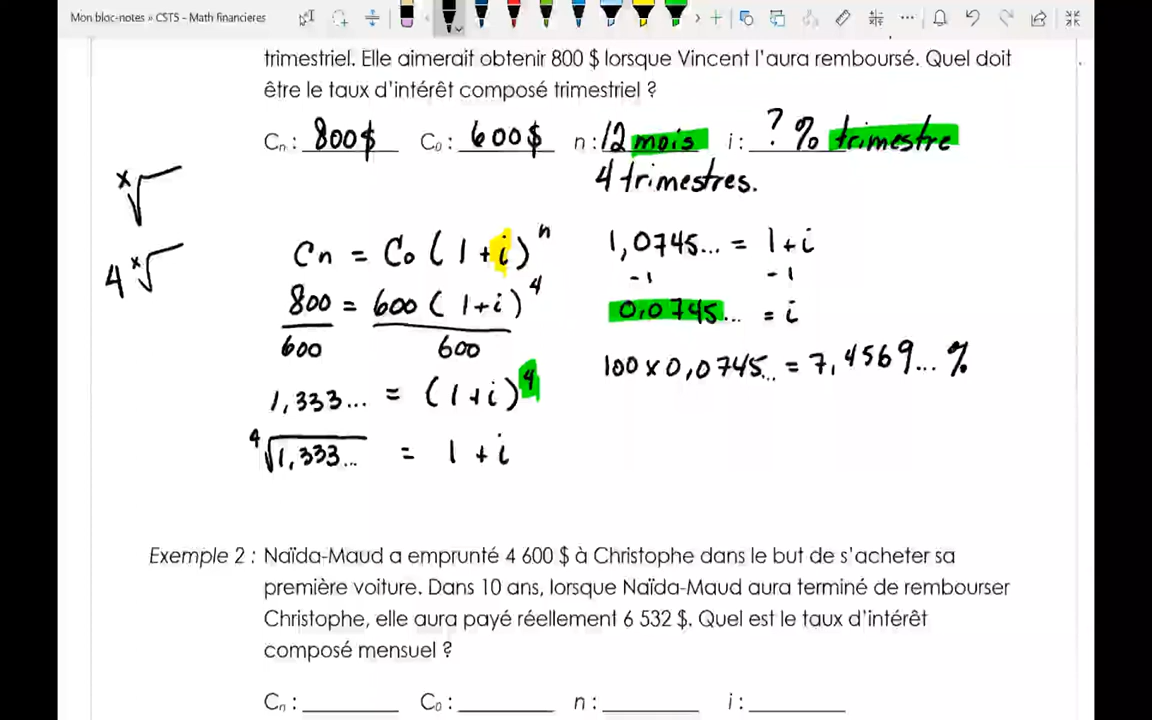 Mon bloc-notes » CST5 - Math financieres
trimestriel. Elle aimerait obtenir 800 $ lorsque Vincent l'aura remboursé. Quel doit
être le taux d'intérêt composé trimestriel ?
Cn : 800$ C0 : 600$ n : 12 mois i : ? % trimestre
4 trimestres.
x√
4 x√
Cn = C0 ( 1 + i )^n
800 = 600 ( 1+i )^4
600 600
1,333... = ( 1 + i )^4
4√1,333... = 1 + i
1,0745... = 1+i
-1 -1
0,0745... = i
100 x 0,0745... = 7,4569... %
Exemple 2 : Naïda-Maud a emprunté 4 600 $ à Christophe dans le but de s'acheter sa
première voiture. Dans 10 ans, lorsque Naïda-Maud aura terminé de rembourser
Christophe, elle aura payé réellement 6 532 $. Quel est le taux d'intérêt
composé mensuel ?
Cn : ________ C0 : ________ n : ________ i : ________